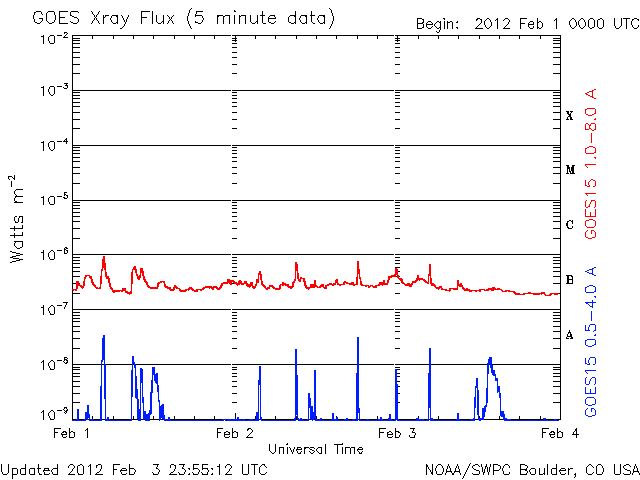 GOES Xray Flux (5 minute data)
Begin: 2012 Feb 1 0000 UTC
10⁻²
10⁻³
10⁻⁴
10⁻⁵
10⁻⁶
10⁻⁷
10⁻⁸
10⁻⁹
Watts m⁻²
X
M
C
B
A
GOES15 1.0-8.0 A
GOES15 0.5-4.0 A
Feb 1
Feb 2
Feb 3
Feb 4
Universal Time
Updated 2012 Feb 3 23:55:12 UTC
NOAA/SWPC Boulder, CO USA